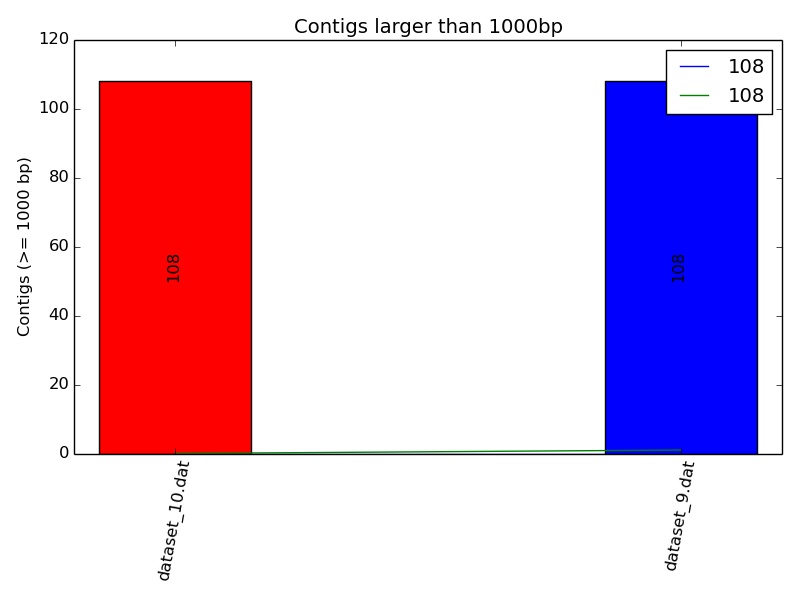 Contigs larger than 1000bp
120
100
80
60
40
20
0
Contigs (>= 1000 bp)
108
108
108
108
dataset_10.dat
dataset_9.dat